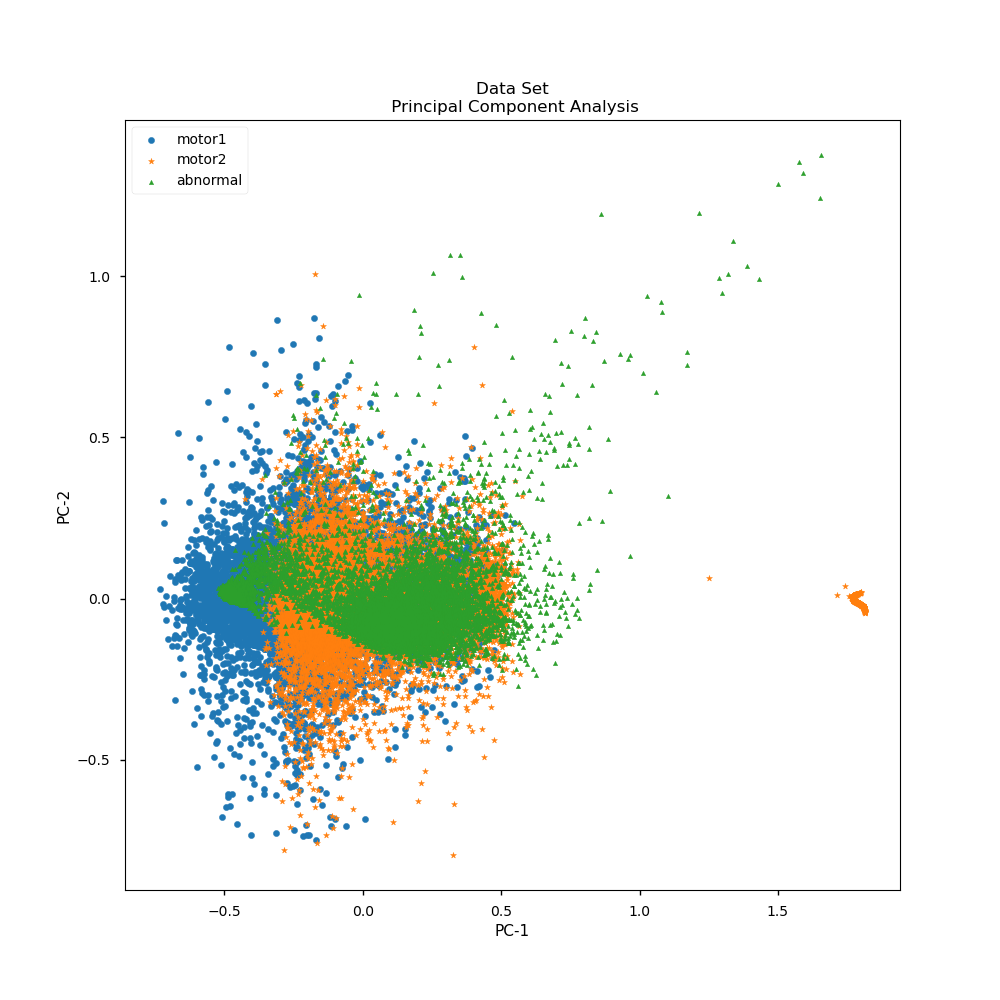 Data Set
Principal Component Analysis
motor1
motor2
abnormal
1.0
0.5
0.0
−0.5
PC-2
−0.5
0.0
0.5
1.0
1.5
PC-1